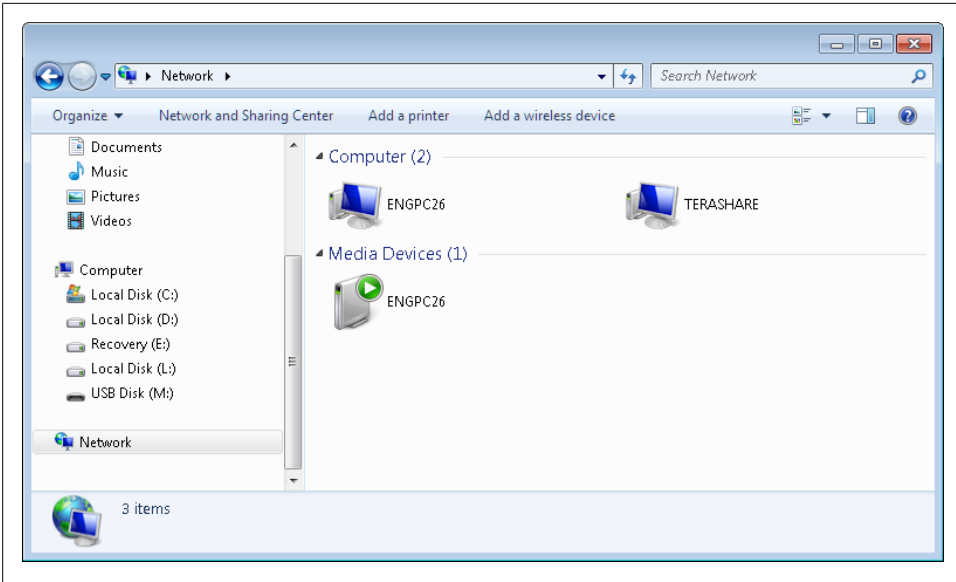 Network
Search Network
Organize
Network and Sharing Center
Add a printer
Add a wireless device
Documents
Music
Pictures
Videos
Computer
Local Disk (C:)
Local Disk (D:)
Recovery (E:)
Local Disk (L:)
USB Disk (M:)
Network
Computer (2)
ENGPC26
TERASHARE
Media Devices (1)
ENGPC26
3 items